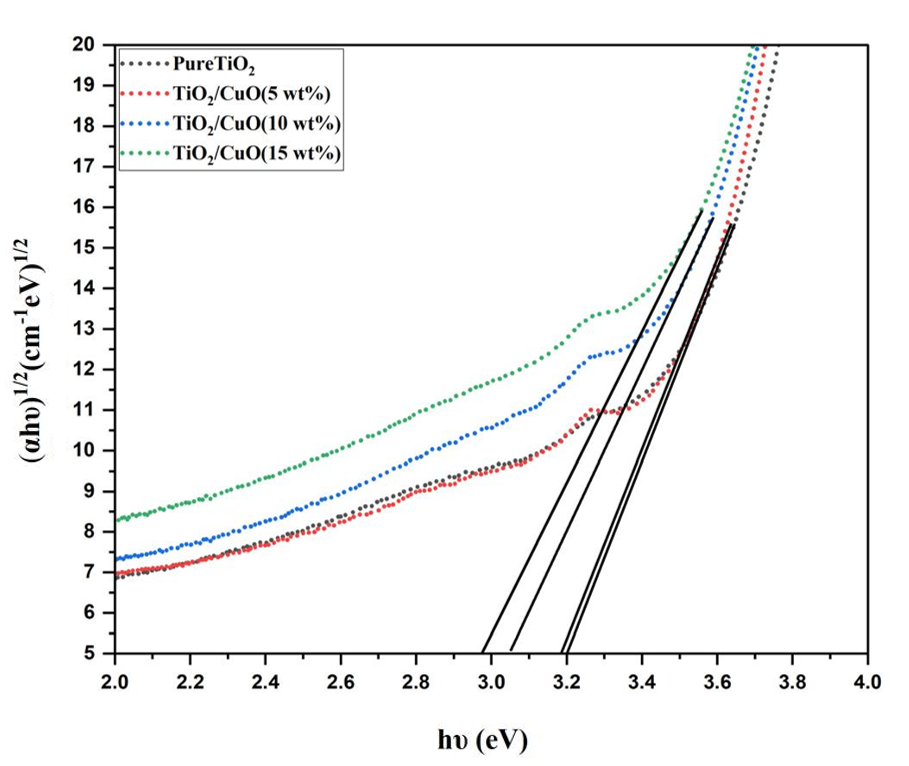 20
19
18
17
16
15
14
13
12
11
10
9
8
7
6
5
PureTiO₂
TiO₂/CuO(5 wt%)
TiO₂/CuO(10 wt%)
TiO₂/CuO(15 wt%)
(αhυ)¹/²(cm⁻¹eV)¹/²
2.0 2.2 2.4 2.6 2.8 3.0 3.2 3.4 3.6 3.8 4.0
hυ (eV)